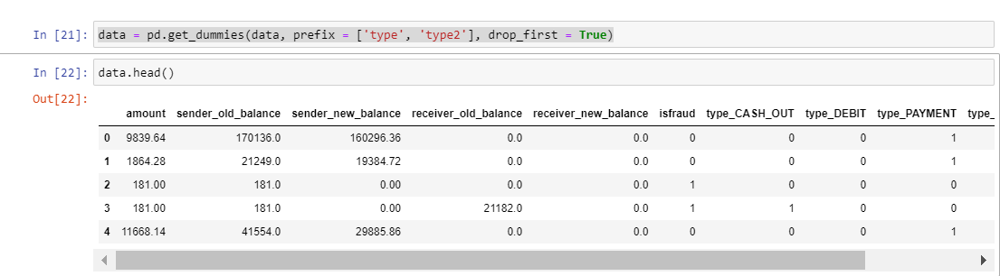 In [21]: data = pd.get_dummies(data, prefix = ['type', 'type2'], drop_first = True)
In [22]: data.head()
Out[22]:
amount sender_old_balance sender_new_balance receiver_old_balance receiver_new_balance isfraud type_CASH_OUT type_DEBIT type_PAYMENT type_
0 9839.64 170136.0 160296.36 0.0 0.0 0 0 0 1
1 1864.28 21249.0 19384.72 0.0 0.0 0 0 0 1
2 181.00 181.0 0.00 0.0 0.0 1 0 0 0
3 181.00 181.0 0.00 21182.0 0.0 1 1 0 0
4 11668.14 41554.0 29885.86 0.0 0.0 0 0 0 1